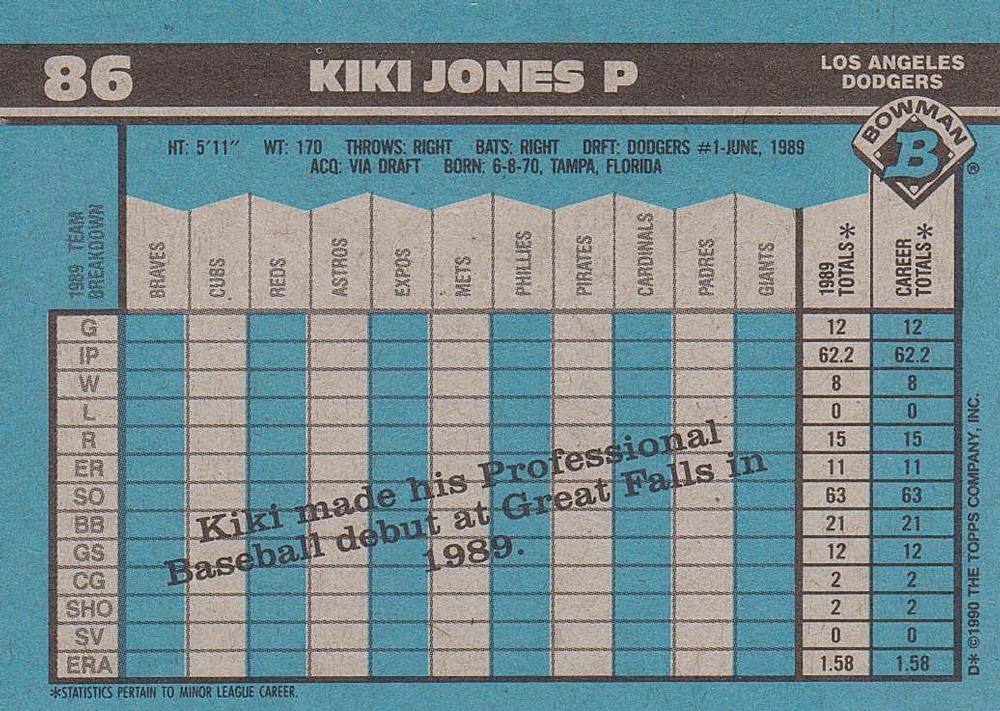 86
KIKI JONES P
LOS ANGELES
DODGERS
BOWMAN
B
®
HT: 5'11" WT: 170 THROWS: RIGHT BATS: RIGHT DRFT: DODGERS #1-JUNE, 1989
ACQ: VIA DRAFT BORN: 6-8-70, TAMPA, FLORIDA
1989 TEAM
BREAKDOWN
BRAVES
CUBS
REDS
ASTROS
EXPOS
METS
PHILLIES
PIRATES
CARDINALS
PADRES
GIANTS
1989
TOTALS*
CAREER
TOTALS*
G 12 12
IP 62.2 62.2
W 8 8
L 0 0
R 15 15
ER 11 11
SO 63 63
BB 21 21
GS 12 12
CG 2 2
SHO 2 2
SV 0 0
ERA 1.58 1.58
Kiki made his Professional
Baseball debut at Great Falls in
1989.
*STATISTICS PERTAIN TO MINOR LEAGUE CAREER.
D* ©1990 THE TOPPS COMPANY, INC.